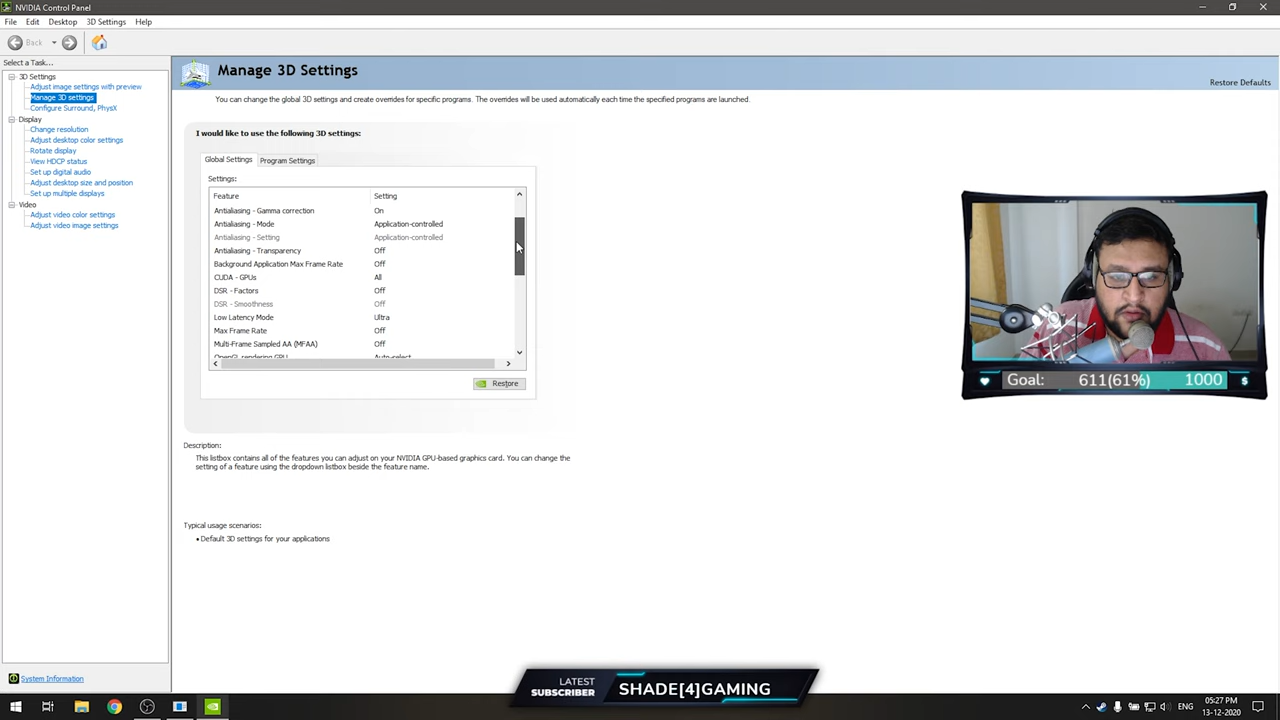 NVIDIA Control Panel
File Edit Desktop 3D Settings Help
Back
Select a Task...
3D Settings
Adjust image settings with preview
Manage 3D settings
Configure Surround, PhysX
Display
Change resolution
Adjust desktop color settings
Rotate display
View HDCP status
Set up digital audio
Adjust desktop size and position
Set up multiple displays
Video
Adjust video color settings
Adjust video image settings
System Information
Manage 3D Settings
Restore Defaults
You can change the global 3D settings and create overrides for specific programs. The overrides will be used automatically each time the specified programs are launched.
I would like to use the following 3D settings:
Global Settings Program Settings
Settings:
Feature Setting
Antialiasing - Gamma correction On
Antialiasing - Mode Application-controlled
Antialiasing - Setting Application-controlled
Antialiasing - Transparency Off
Background Application Max Frame Rate Off
CUDA - GPUs All
DSR - Factors Off
DSR - Smoothness Off
Low Latency Mode Ultra
Max Frame Rate Off
Multi-Frame Sampled AA (MFAA) Off
OpenGL rendering GPU Auto-select
Restore
Description:
This listbox contains all of the features you can adjust on your NVIDIA GPU-based graphics card. You can change the
setting of a feature using the dropdown listbox beside the feature name.
Typical usage scenarios:
• Default 3D settings for your applications
Goal: 611(61%) 1000 $
LATEST
SUBSCRIBER
SHADE[4]GAMING
ENG
05:27 PM
13-12-2020